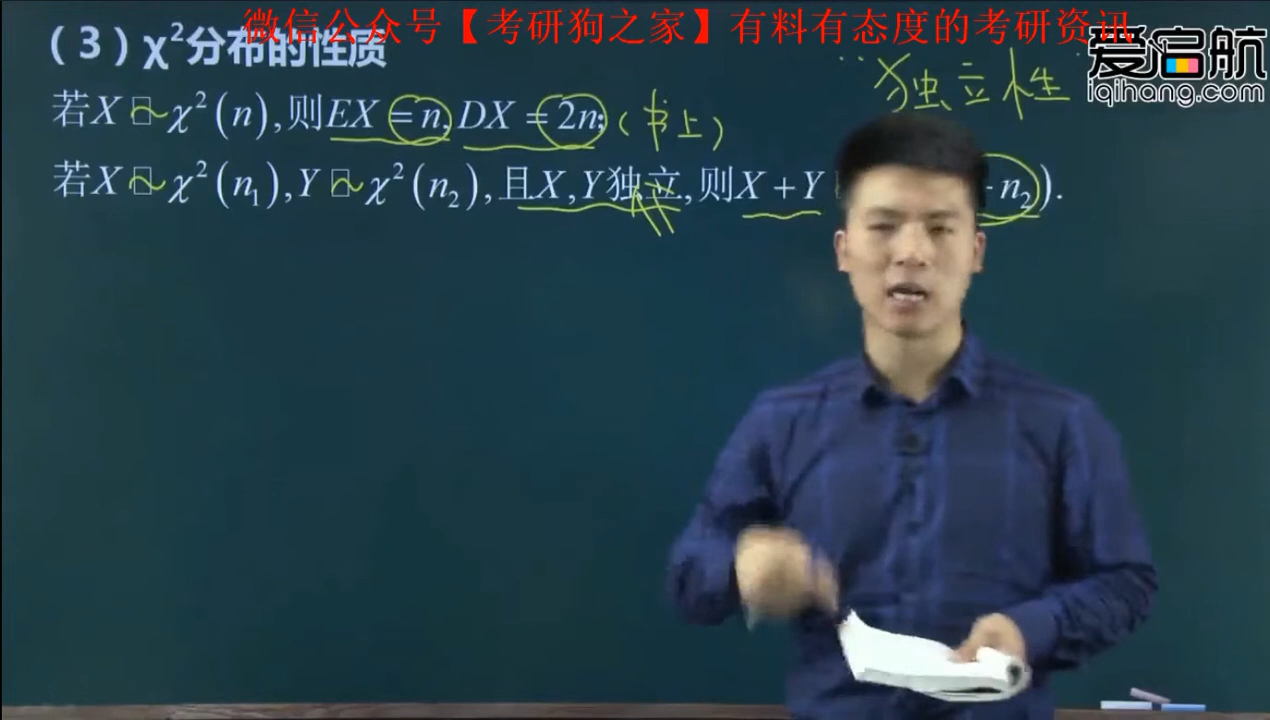 微信公众号【考研狗之家】有料有态度的考研资讯
（3）χ²分布的性质
爱启航
iqihang.com
“独立性”
若X □~ χ²(n),则EX = n, DX = 2n;（书上）
若X □~ χ²(n₁),Y □~ χ²(n₂),且X,Y独立,则X + Y n₂).